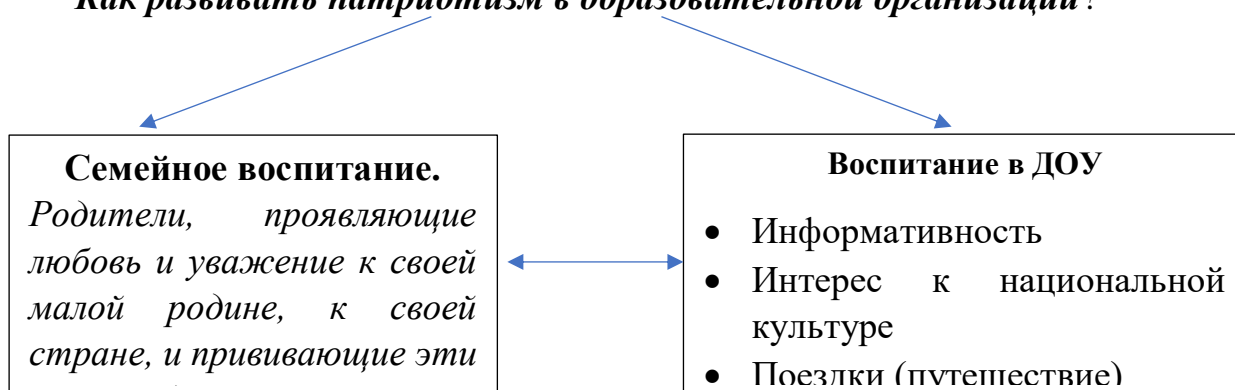 Как развивать патриотизм в образовательной организации?
Семейное воспитание.
Родители, проявляющие
любовь и уважение к своей
малой родине, к своей
стране, и прививающие эти
Воспитание в ДОУ
• Информативность
• Интерес к национальной
культуре
• Поездки (путешествие)